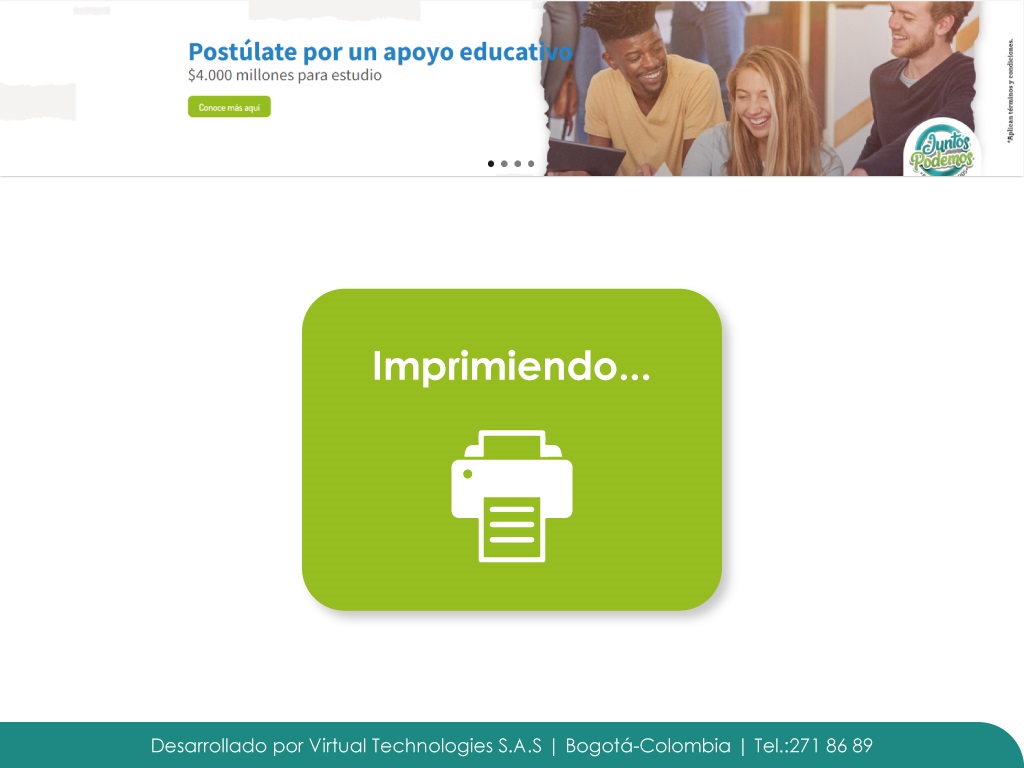 Postúlate por un apoyo educativo
$4.000 millones para estudio
Conoce más aquí
*Aplican términos y condiciones.
Juntos
Podemos
Imprimiendo...
Desarrollado por Virtual Technologies S.A.S | Bogotá-Colombia | Tel.:271 86 89